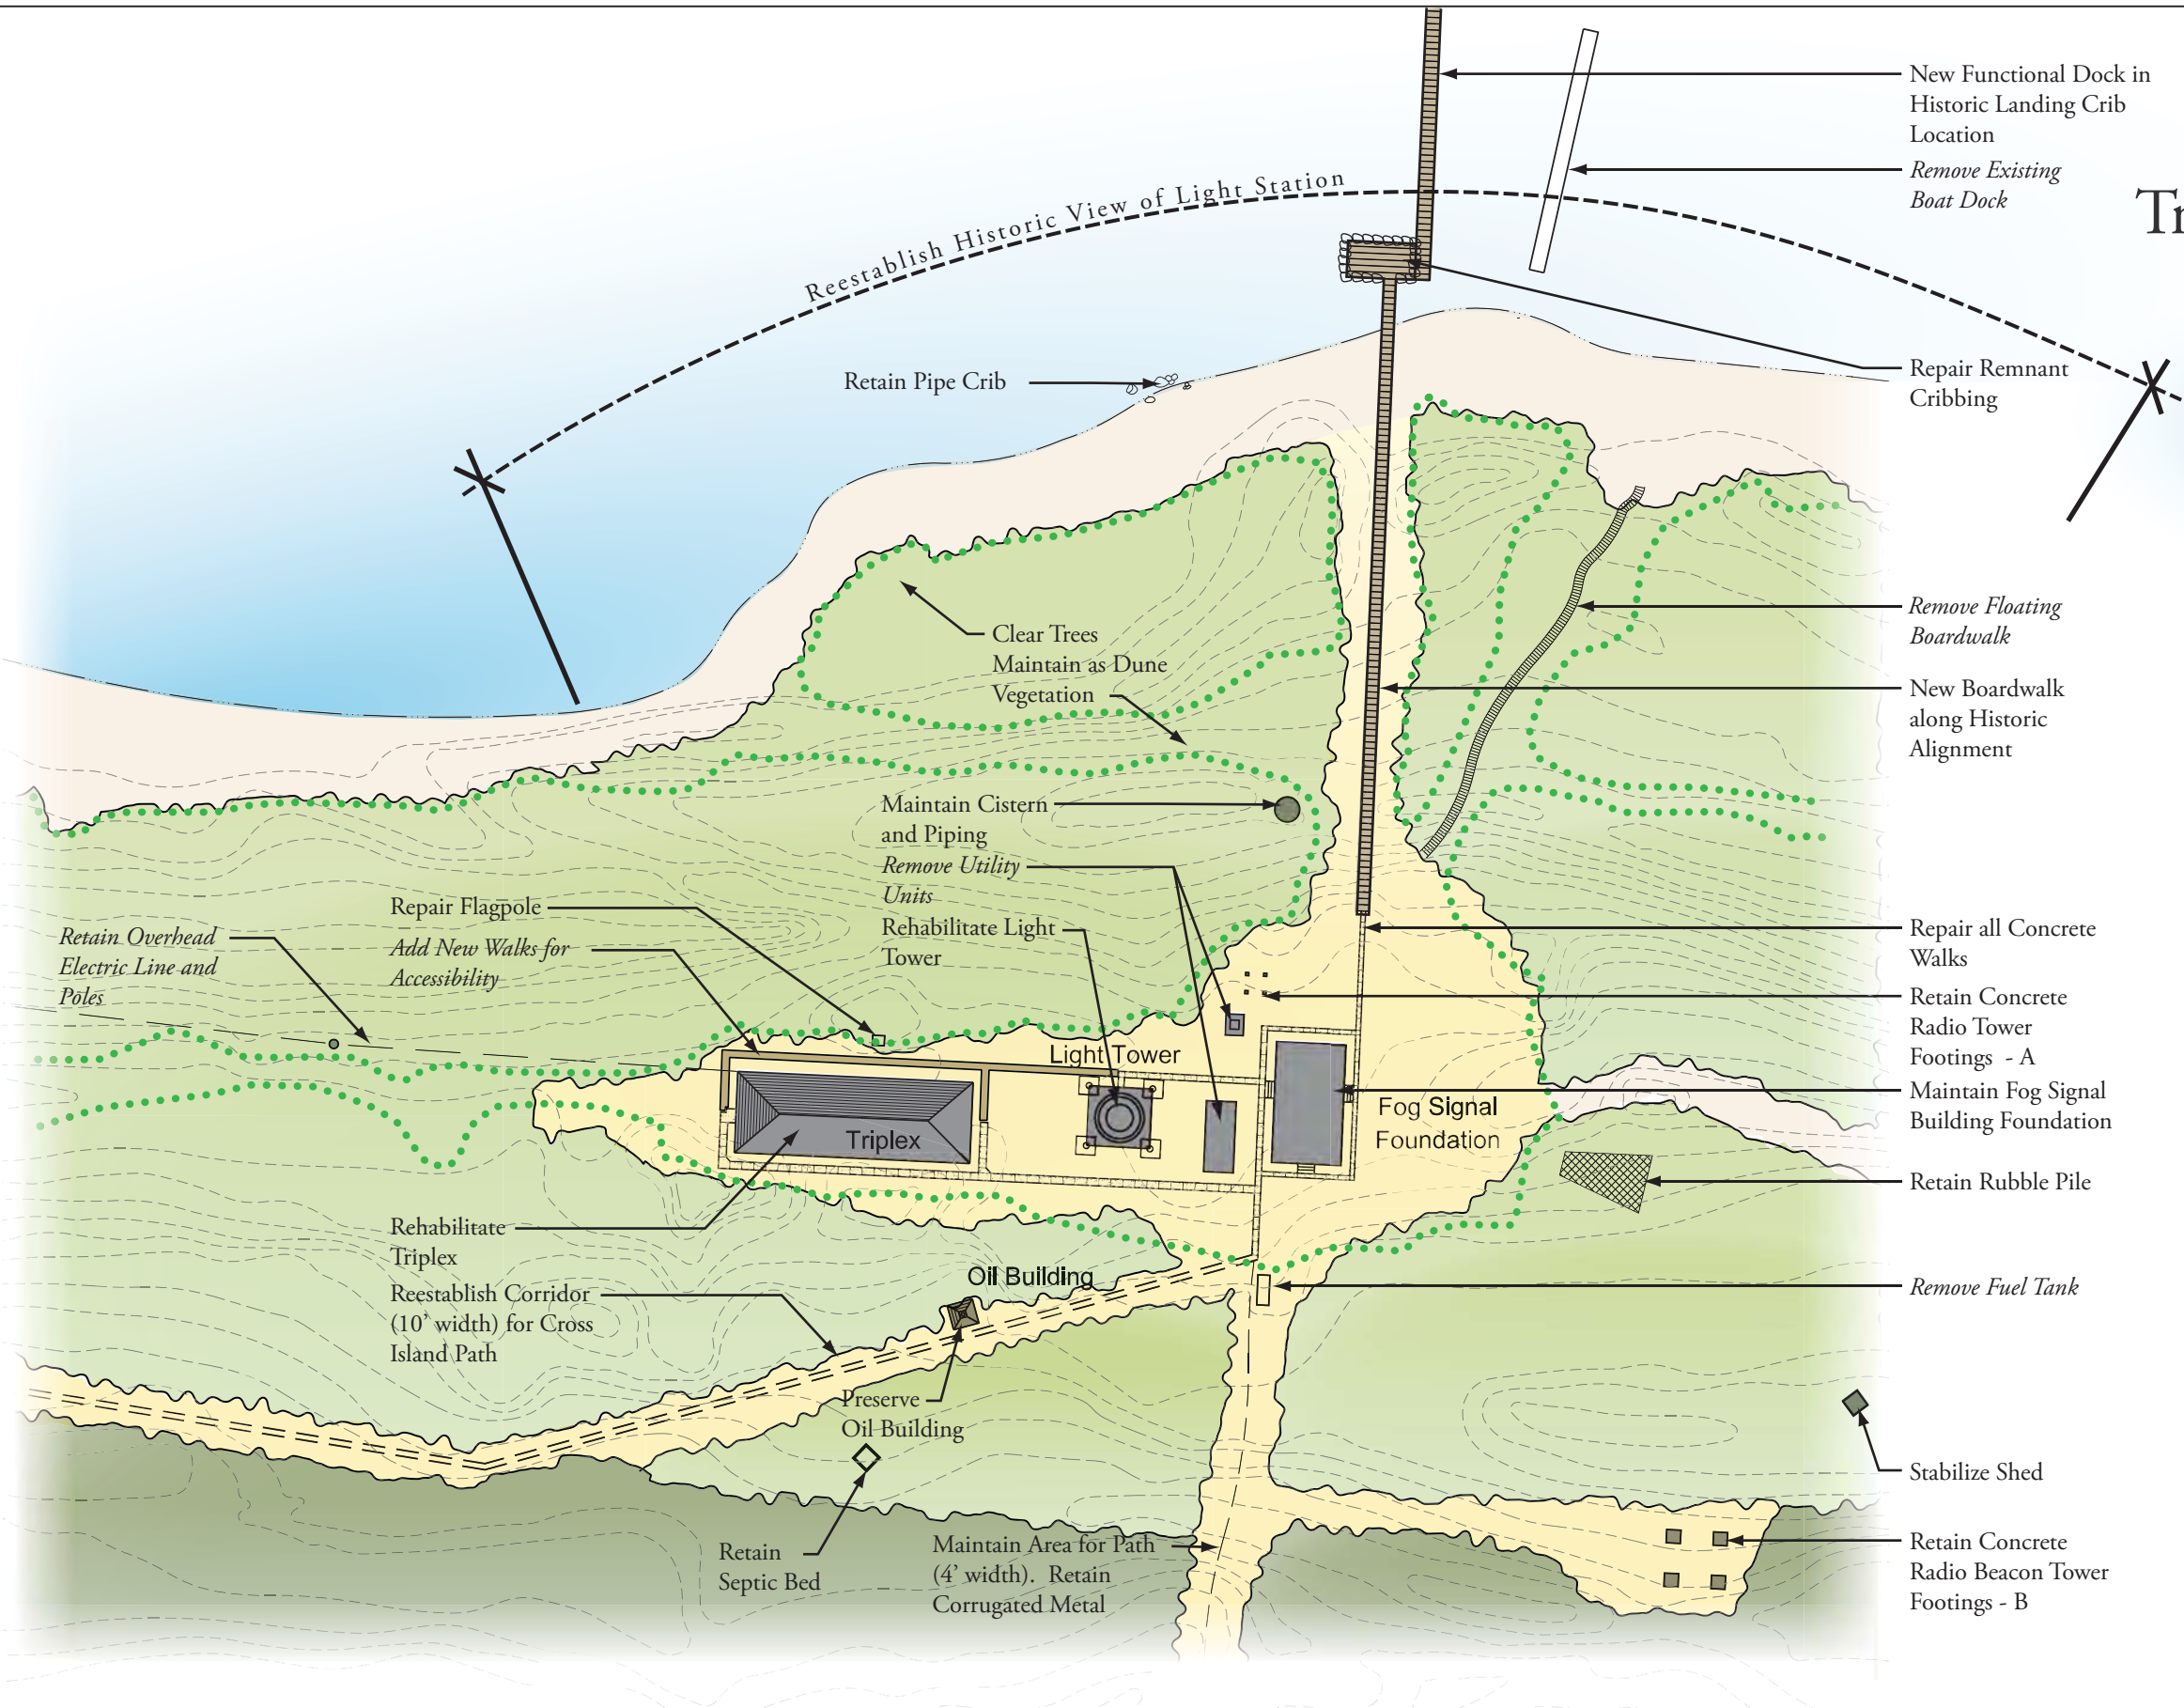 New Functional Dock in
Historic Landing Crib
Location
Remove Existing
Boat Dock
Tr
Reestablish Historic View of Light Station
Retain Pipe Crib
Repair Remnant
Cribbing
Clear Trees
Maintain as Dune
Vegetation
Remove Floating
Boardwalk
New Boardwalk
along Historic
Alignment
Maintain Cistern
and Piping
Remove Utility
Units
Rehabilitate Light
Tower
Repair Flagpole
Add New Walks for
Accessibility
Retain Overhead
Electric Line and
Poles
Repair all Concrete
Walks
Retain Concrete
Radio Tower
Footings - A
Light Tower
Maintain Fog Signal
Building Foundation
Fog Signal
Foundation
Triplex
Retain Rubble Pile
Rehabilitate
Triplex
Oil Building
Reestablish Corridor
(10’ width) for Cross
Island Path
Remove Fuel Tank
Preserve
Oil Building
Stabilize Shed
Retain
Septic Bed
Maintain Area for Path
(4’ width). Retain
Corrugated Metal
Retain Concrete
Radio Beacon Tower
Footings - B